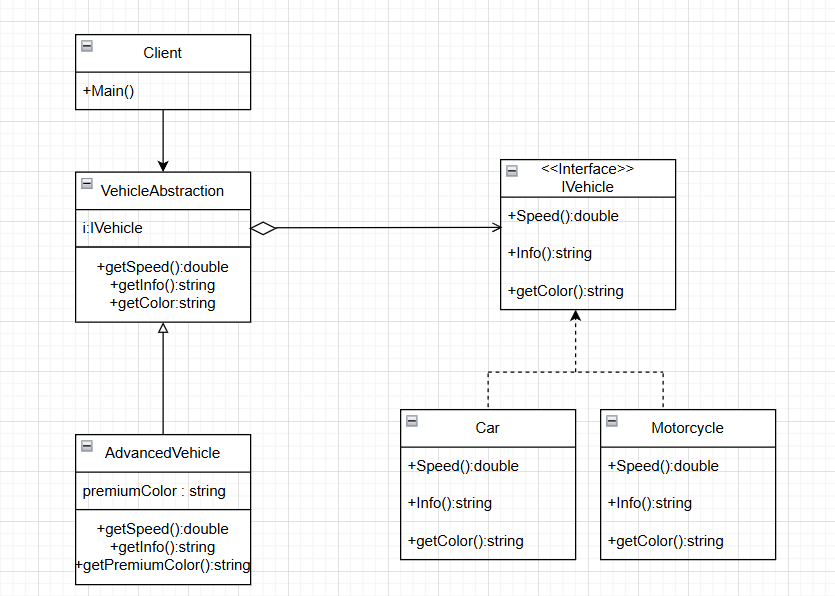 Client
+Main()
VehicleAbstraction
i:IVehicle
+getSpeed():double
+getInfo():string
+getColor:string
<<Interface>>
IVehicle
+Speed():double
+Info():string
+getColor():string
AdvancedVehicle
premiumColor : string
+getSpeed():double
+getInfo():string
+getPremiumColor():string
Car
+Speed():double
+Info():string
+getColor():string
Motorcycle
+Speed():double
+Info():string
+getColor():string